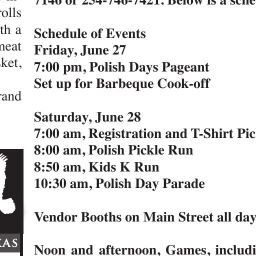 rolls
th a
meat
ket,
rand
7146 or 254-746-7421. Below is a sche
Schedule of Events
Friday, June 27
7:00 pm, Polish Days Pageant
Set up for Barbeque Cook-off
Saturday, June 28
7:00 am, Registration and T-Shirt Pic
8:00 am, Polish Pickle Run
8:50 am, Kids K Run
10:30 am, Polish Day Parade
Vendor Booths on Main Street all day
Noon and afternoon, Games, includi
XAS